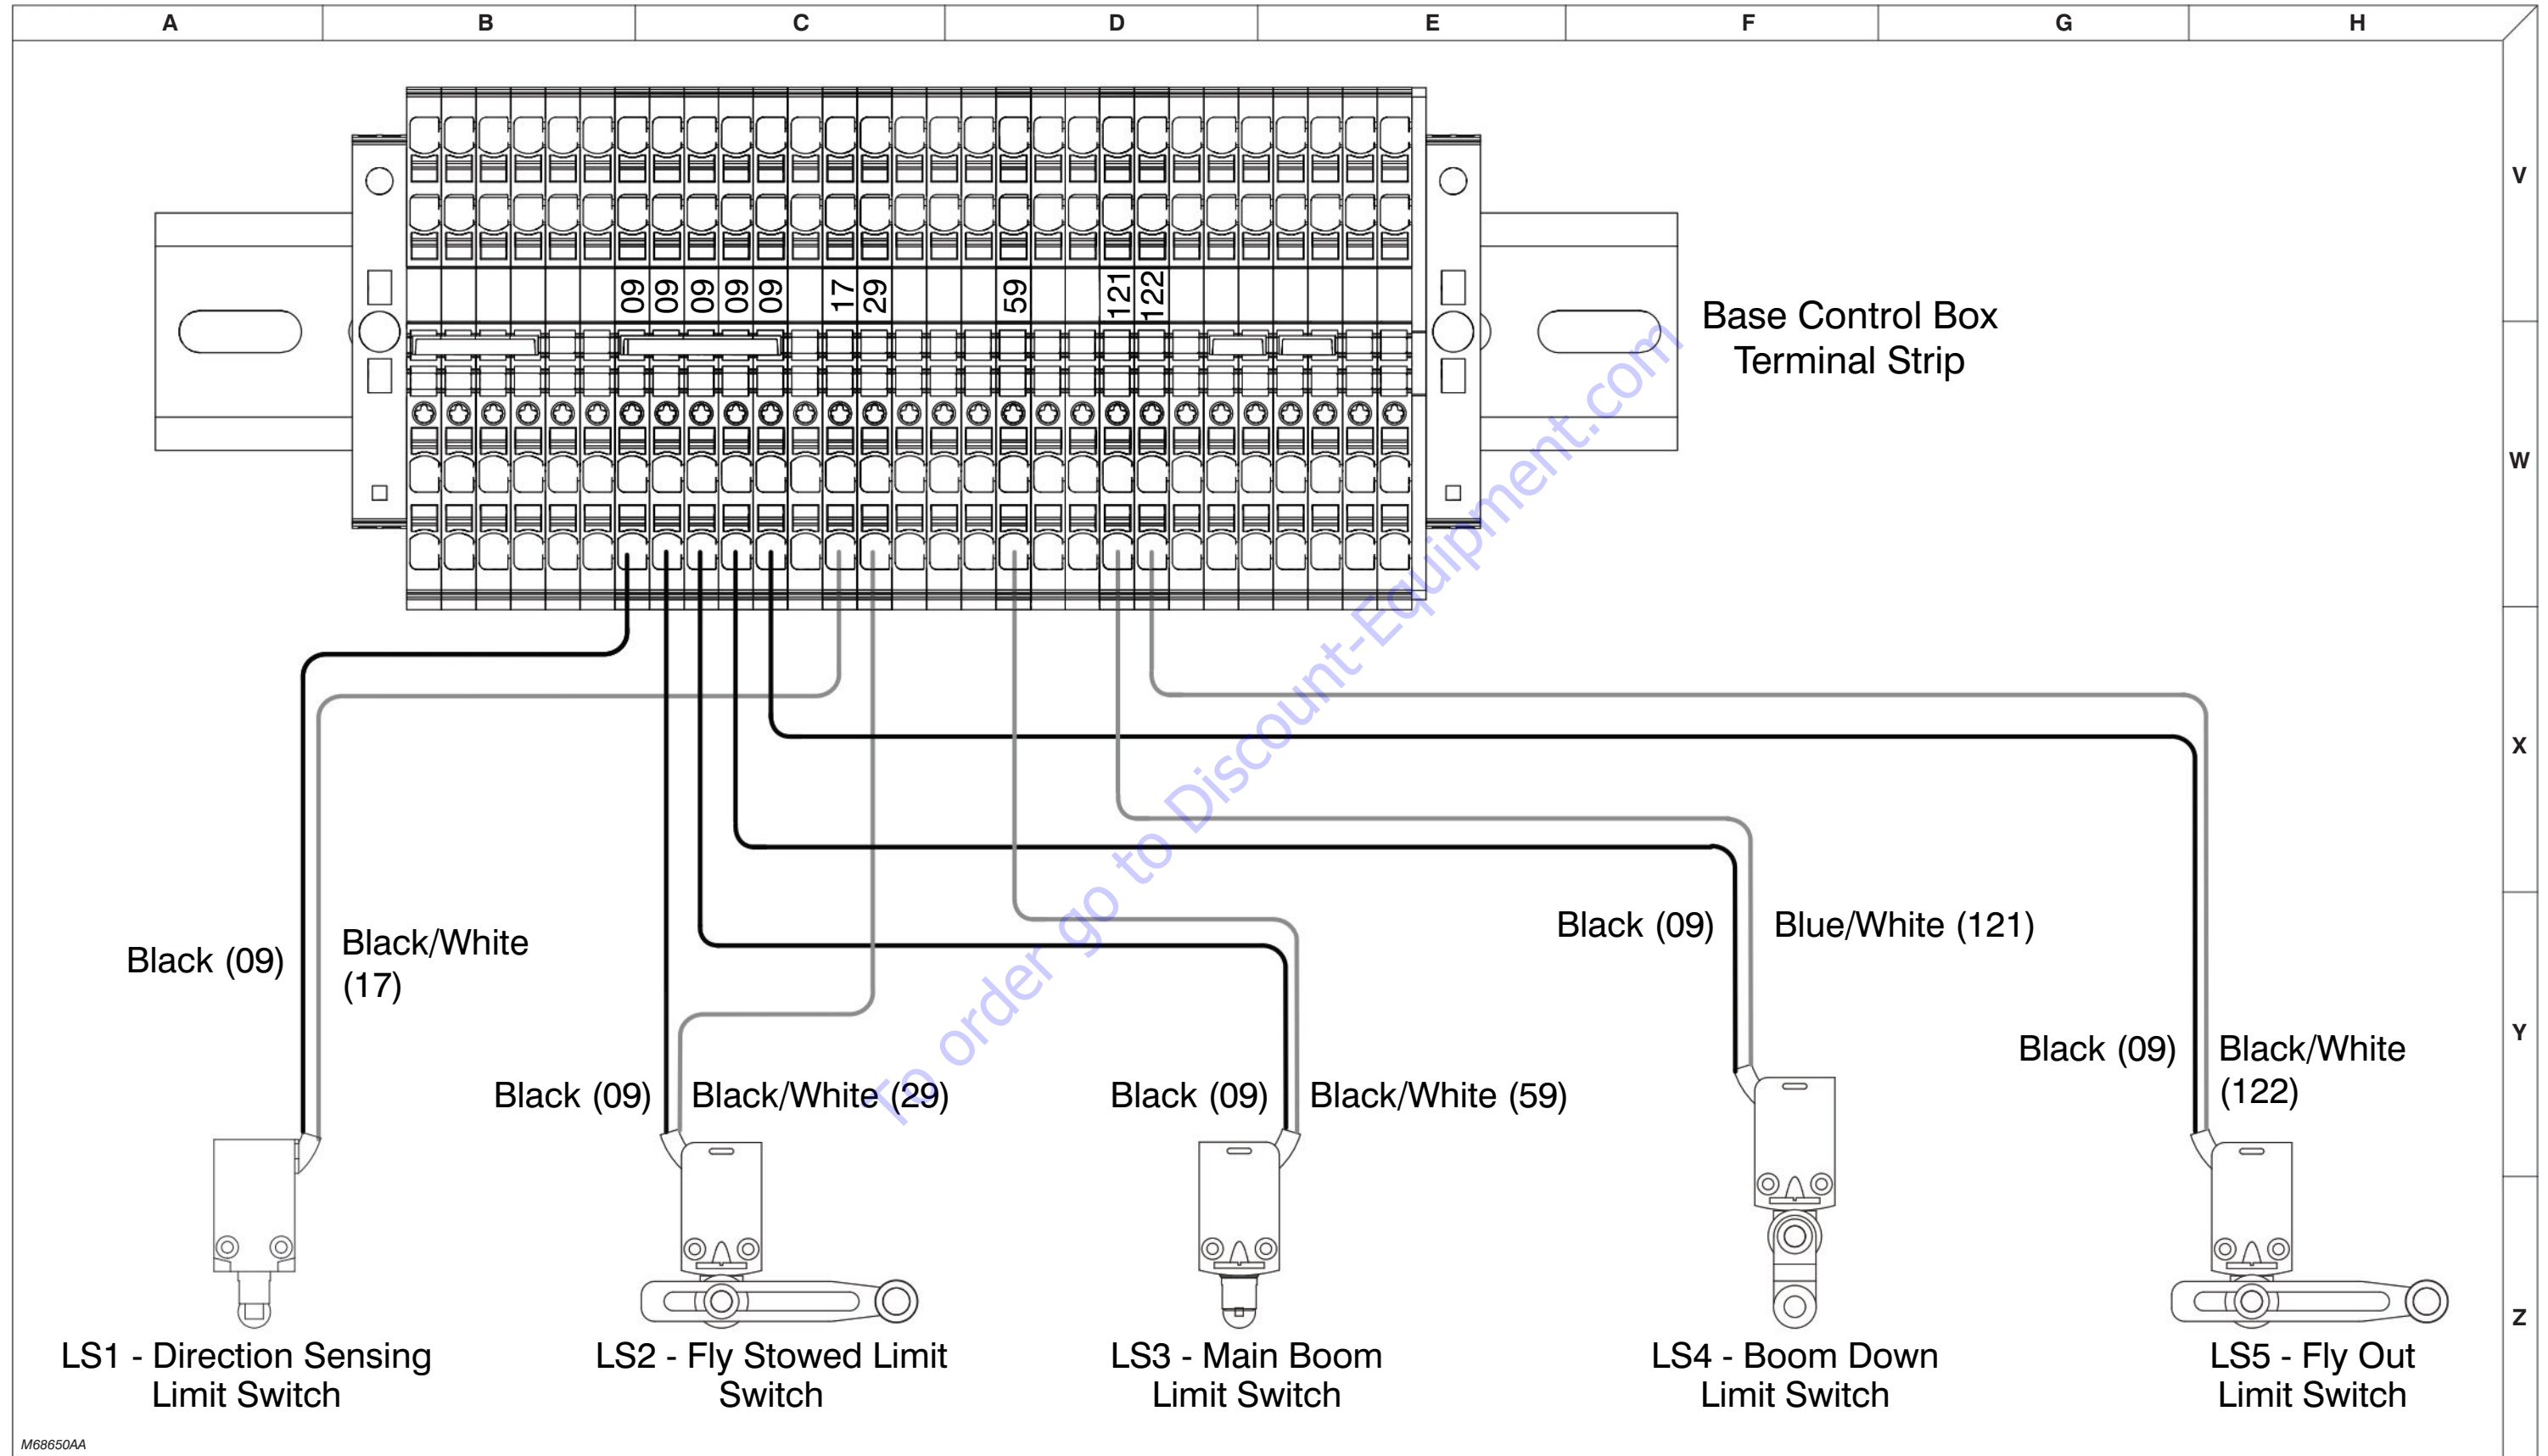 A B C D E F G H
V
W
X
Y
Z
09 09 09 09 09 17 29 59 121 122
Base Control Box
Terminal Strip
Black (09)
Black/White
(17)
Black (09)
Black/White (29)
Black (09)
Black/White (59)
Black (09)
Blue/White (121)
Black (09)
Black/White
(122)
LS1 - Direction Sensing
Limit Switch
LS2 - Fly Stowed Limit
Switch
LS3 - Main Boom
Limit Switch
LS4 - Boom Down
Limit Switch
LS5 - Fly Out
Limit Switch
M68650AA
To order go to Discount-Equipment.com